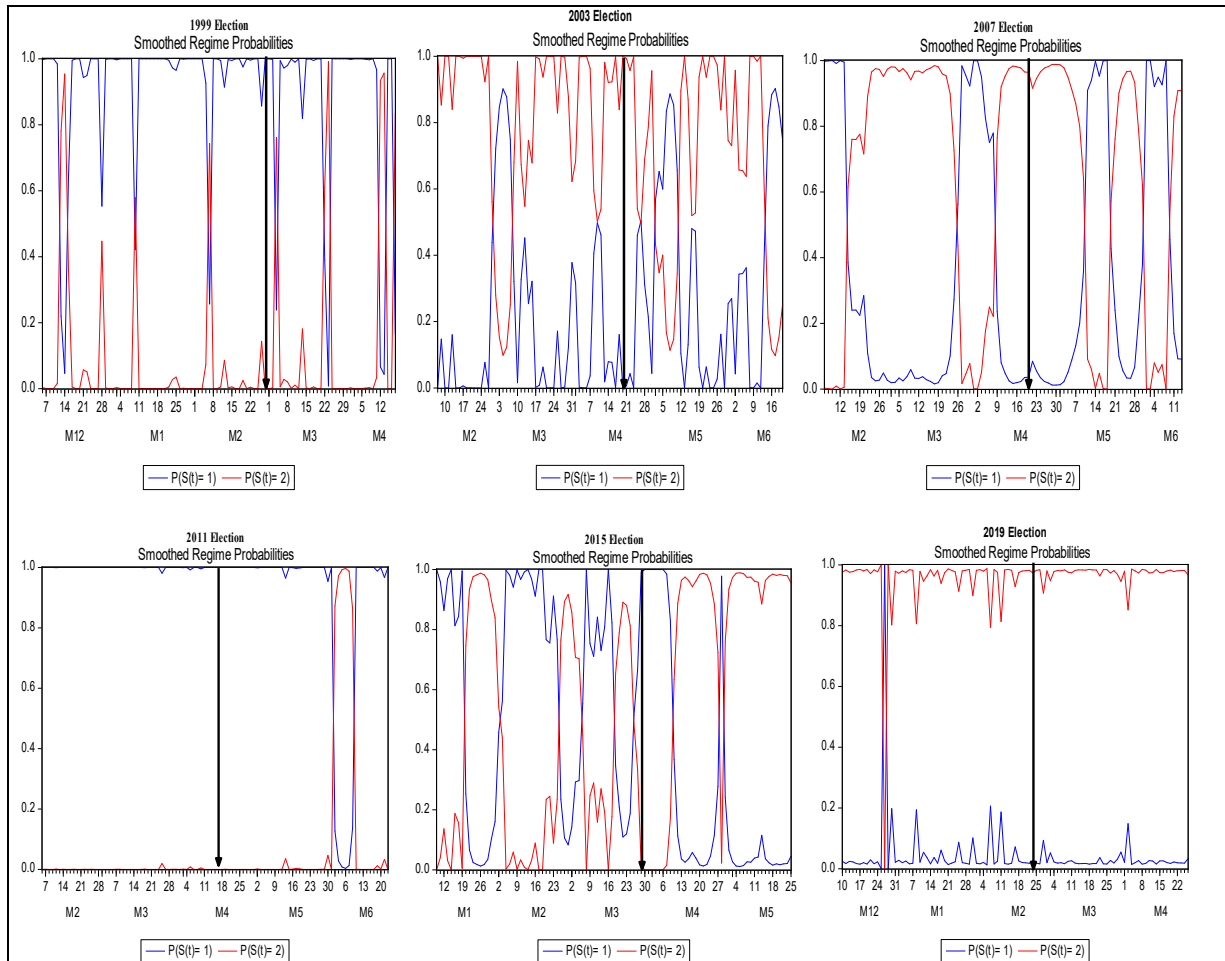 1999 Election
Smoothed Regime Probabilities
1.0
0.8
0.6
0.4
0.2
0.0
7 14 21 28 4 11 18 25 1 8 15 22 1 8 15 22 29 5 12
M12 M1 M2 M3 M4
P(S(t)= 1) P(S(t)= 2)
2003 Election
Smoothed Regime Probabilities
1.0
0.8
0.6
0.4
0.2
0.0
10 17 24 3 10 17 24 31 7 14 21 28 5 12 19 26 2 9 16
M2 M3 M4 M5 M6
P(S(t)= 1) P(S(t)= 2)
2007 Election
Smoothed Regime Probabilities
1.0
0.8
0.6
0.4
0.2
0.0
12 19 26 5 12 19 26 2 9 16 23 30 7 14 21 28 4 11
M2 M3 M4 M5 M6
P(S(t)= 1) P(S(t)= 2)
2011 Election
Smoothed Regime Probabilities
1.0
0.8
0.6
0.4
0.2
0.0
7 14 21 28 7 14 21 28 4 11 18 25 2 9 16 23 30 6 13 20
M2 M3 M4 M5 M6
P(S(t)= 1) P(S(t)= 2)
2015 Election
Smoothed Regime Probabilities
1.0
0.8
0.6
0.4
0.2
0.0
12 19 26 2 9 16 23 2 9 16 23 30 6 13 20 27 4 11 18 25
M1 M2 M3 M4 M5
P(S(t)= 1) P(S(t)= 2)
2019 Election
Smoothed Regime Probabilities
1.0
0.8
0.6
0.4
0.2
0.0
10 17 24 31 7 14 21 28 4 11 18 25 4 11 18 25 1 8 15 22
M12 M1 M2 M3 M4
P(S(t)= 1) P(S(t)= 2)